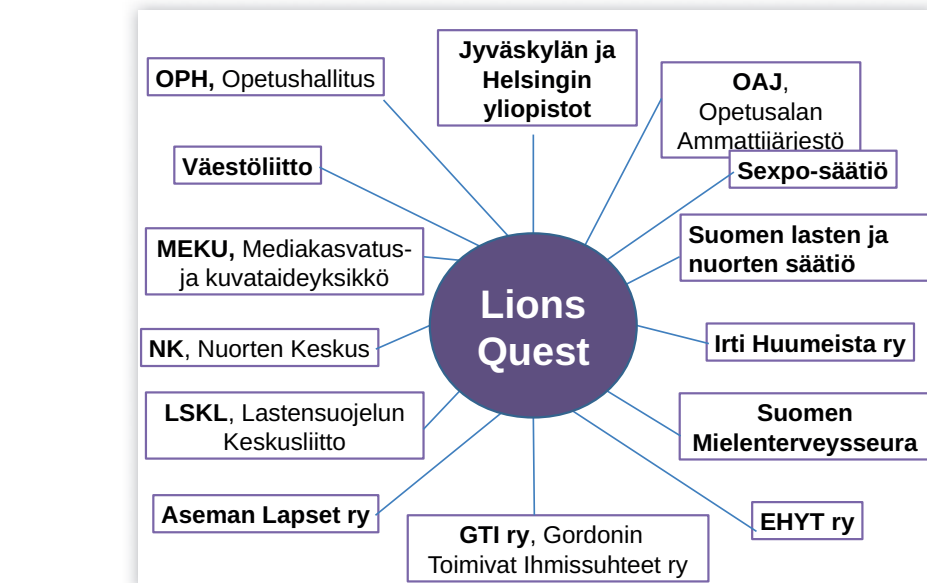 OPH, Opetushallitus
Jyväskylän ja
Helsingin
yliopistot
OAJ,
Opetusalan
Ammattijärjestö
Sexpo-säätiö
Väestöliitto
MEKU, Mediakasvatus-
ja kuvataideyksikkö
Suomen lasten ja
nuorten säätiö
Lions
Quest
NK, Nuorten Keskus
Irti Huumeista ry
LSKL, Lastensuojelun
Keskusliitto
Suomen
Mielenterveysseura
Aseman Lapset ry
GTI ry, Gordonin
Toimivat Ihmissuhteet ry
EHYT ry